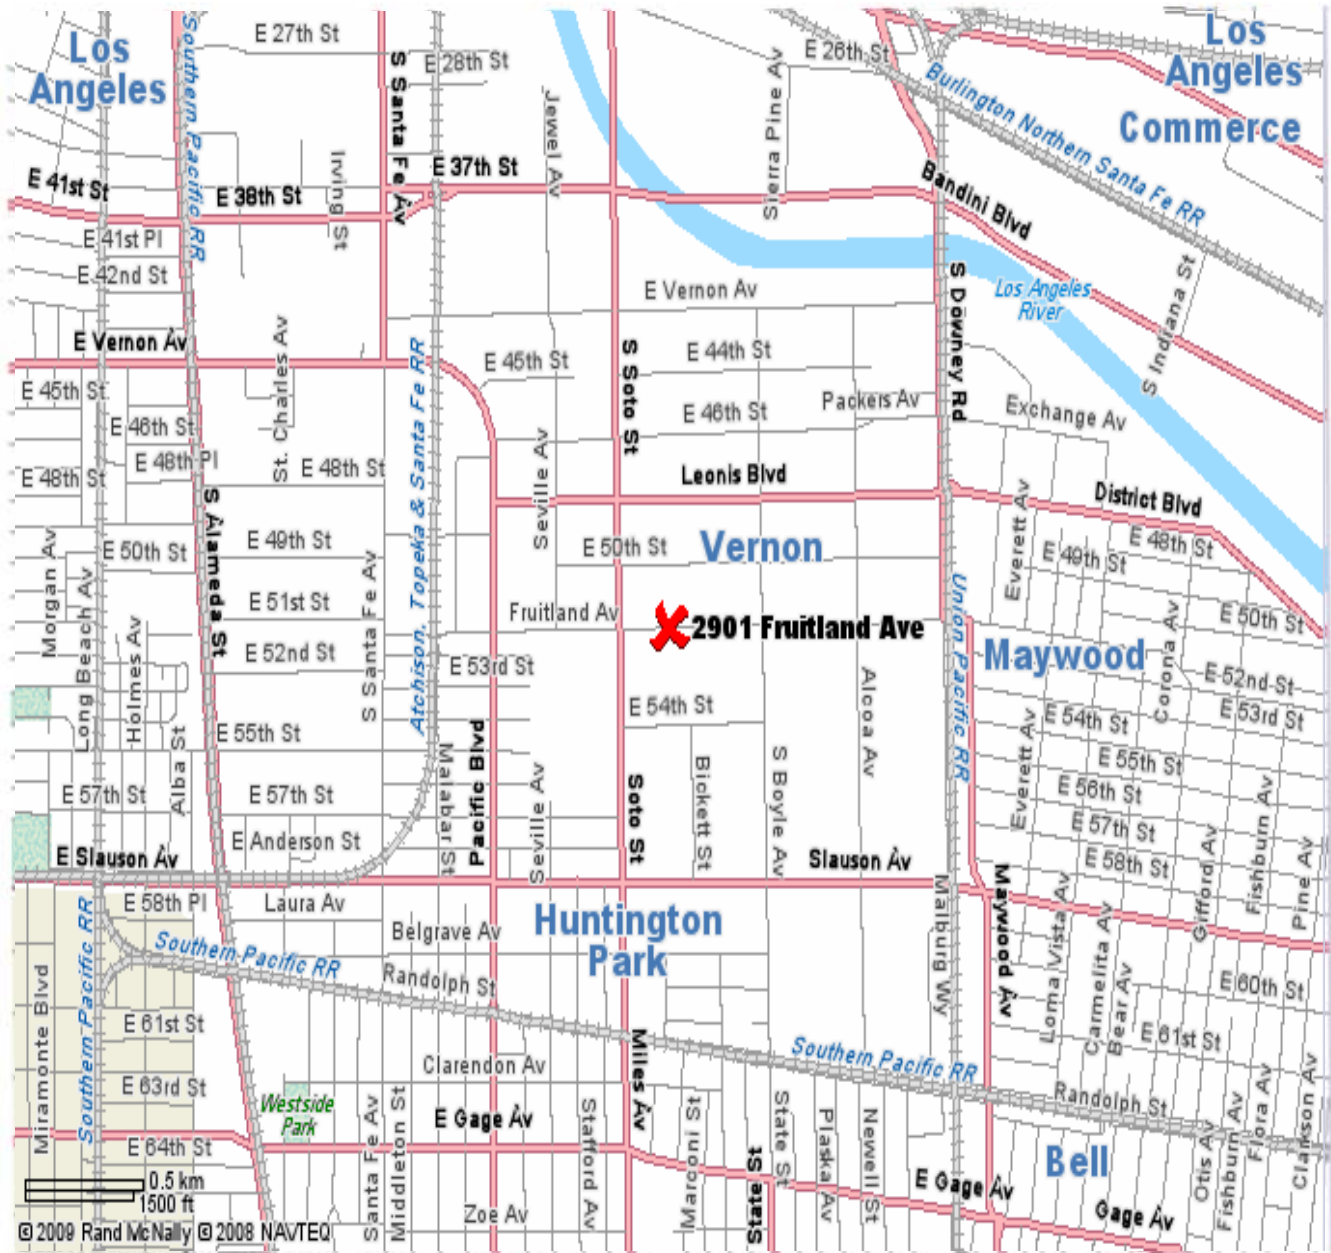 Los
Angeles
E 27th St
E 28th St
S Santa Fe Av
Southern Pacific RR
Jewel Av
Sierra Pine Av
E 26th St
Los
Angeles
Commerce
Burlington Northern Santa Fe RR
E 41st St
E 38th St
Irving St
E 37th St
Bandini Blvd
E 41st Pl
E 42nd St
E Vernon Av
Los Angeles
River
S Indiana St
S Downey Rd
E Vernon Av
St. Charles Av
Atchison, Topeka & Santa Fe RR
E 45th St
S Soto St
E 44th St
E 45th St
E 46th St
E 46th St
Packers Av
Exchange Av
E 48th Pl
E 48th St
E 48th St
Seville Av
Leonis Blvd
District Blvd
S Alameda St
Everett Av
E 48th St
E 49th St
Morgan Av
E 50th St
E 49th St
E 50th St
Vernon
Long Beach Av
E 51st St
S Santa Fe Av
Fruitland Av
2901 Fruitland Ave
Union Pacific RR
E 50th St
Holmes Av
E 52nd St
E 53rd St
Maywood
Corona Av
E 52nd St
Alcoa Av
E 54th St
E 54th St
E 53rd St
Alba St
E 55th St
Everett Av
E 55th St
E 57th St
E 57th St
Malabar St
Pacific Blvd
Seville Av
Soto St
Bickett St
S Boyle Av
E 56th St
E 57th St
Fishburn Av
E Anderson St
E Slauson Av
Slauson Av
E 58th St
Gifford Av
Pine Av
E 58th Pl
Laura Av
Malburg Wy
Maywood Av
Loma Vista Av
Carmelita Av
Bear Av
Huntington
Park
Belgrave Av
Southern Pacific RR
Southern Pacific RR
Randolph St
E 60th St
Miramonte Blvd
E 61st St
E 61st St
Miles Av
Southern Pacific RR
Clarendon Av
E 63rd St
Westside
Park
Randolph St
E Gage Av
Santa Fe Av
Middleton St
Stafford Av
Marconi St
State St
State St
Plaska Av
Newell St
E 64th St
Bell
Otis Av
Fishburn Av
Flora Av
Clarkson Av
0.5 km
1500 ft
E Gage Av
Gage Av
Zoe Av
© 2009 Rand McNally © 2008 NAVTEQ